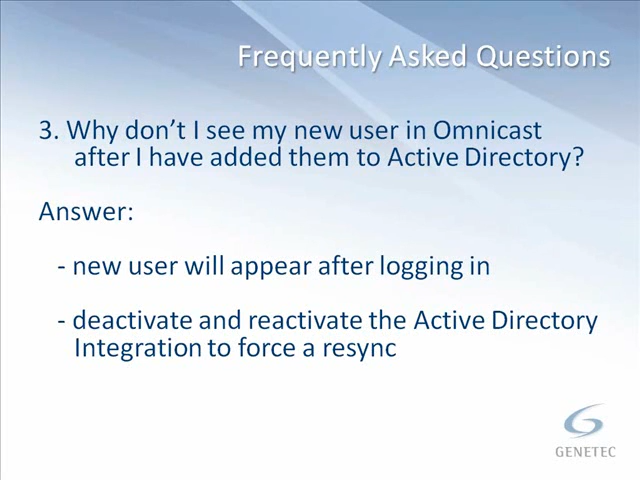 Frequently Asked Questions
3. Why don't I see my new user in Omnicast
after I have added them to Active Directory?
Answer:
- new user will appear after logging in
- deactivate and reactivate the Active Directory
Integration to force a resync
GENETEC